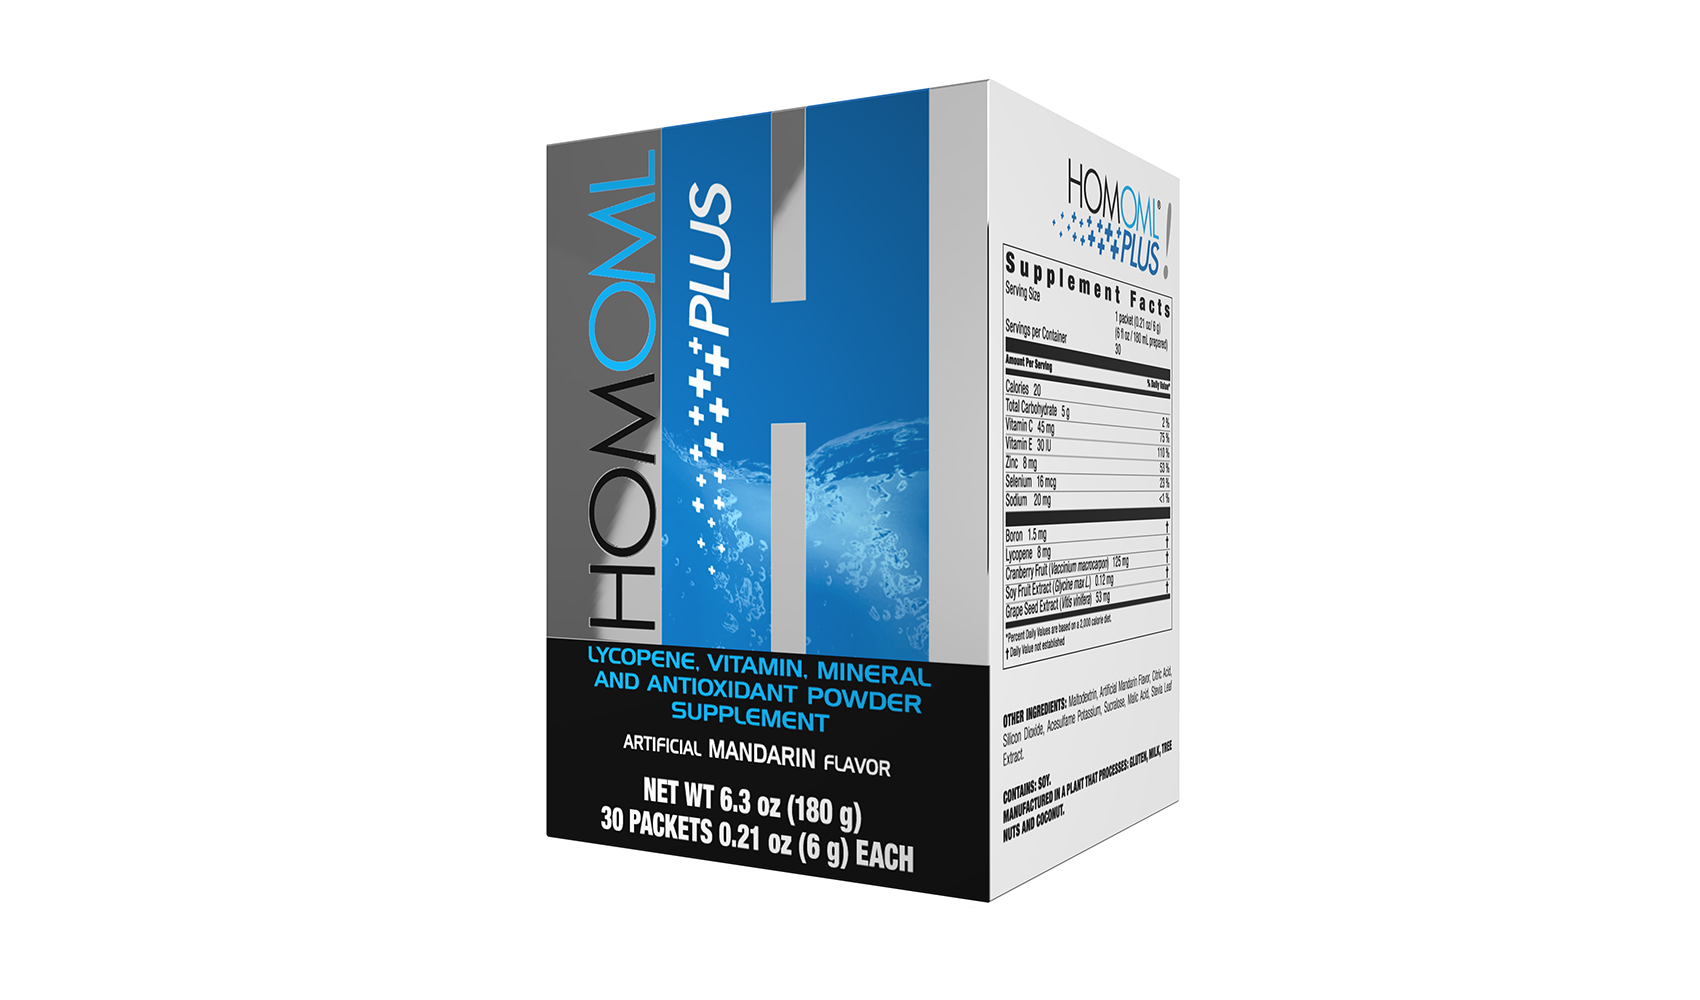 HOMOML
PLUS
LYCOPENE, VITAMIN, MINERAL
AND ANTIOXIDANT POWDER
SUPPLEMENT
ARTIFICIAL MANDARIN FLAVOR
NET WT 6.3 oz (180 g)
30 PACKETS 0.21 oz (6 g) EACH
HOMOML®!
PLUS
Supplement Facts
Serving Size
1 packet (0.21 oz/ 6 g)
(6 fl oz / 180 mL prepared)
Servings per Container 30
Amount Per Serving % Daily Value*
Calories 20
Total Carbohydrate 5 g 2 %
Vitamin C 45 mg 75 %
Vitamin E 30 IU 110 %
Zinc 8 mg 53 %
Selenium 16 mcg 23 %
Sodium 20 mg <1 %
Boron 1.5 mg †
Lycopene 8 mg †
Cranberry Fruit (Vaccinium macrocarpon) 125 mg †
Soy Fruit Extract (Glycine max L.) 0.12 mg †
Grape Seed Extract (Vitis vinifera) 53 mg †
*Percent Daily Values are based on a 2,000 calorie diet.
† Daily Value not established
OTHER INGREDIENTS: Maltodextrin, Artificial Mandarin Flavor, Citric Acid,
Silicon Dioxide, Acesulfame Potassium, Sucralose, Malic Acid, Stevia Leaf
Extract.
CONTAINS: SOY.
MANUFACTURED IN A PLANT THAT PROCESSES: GLUTEN, MILK, TREE
NUTS AND COCONUT.